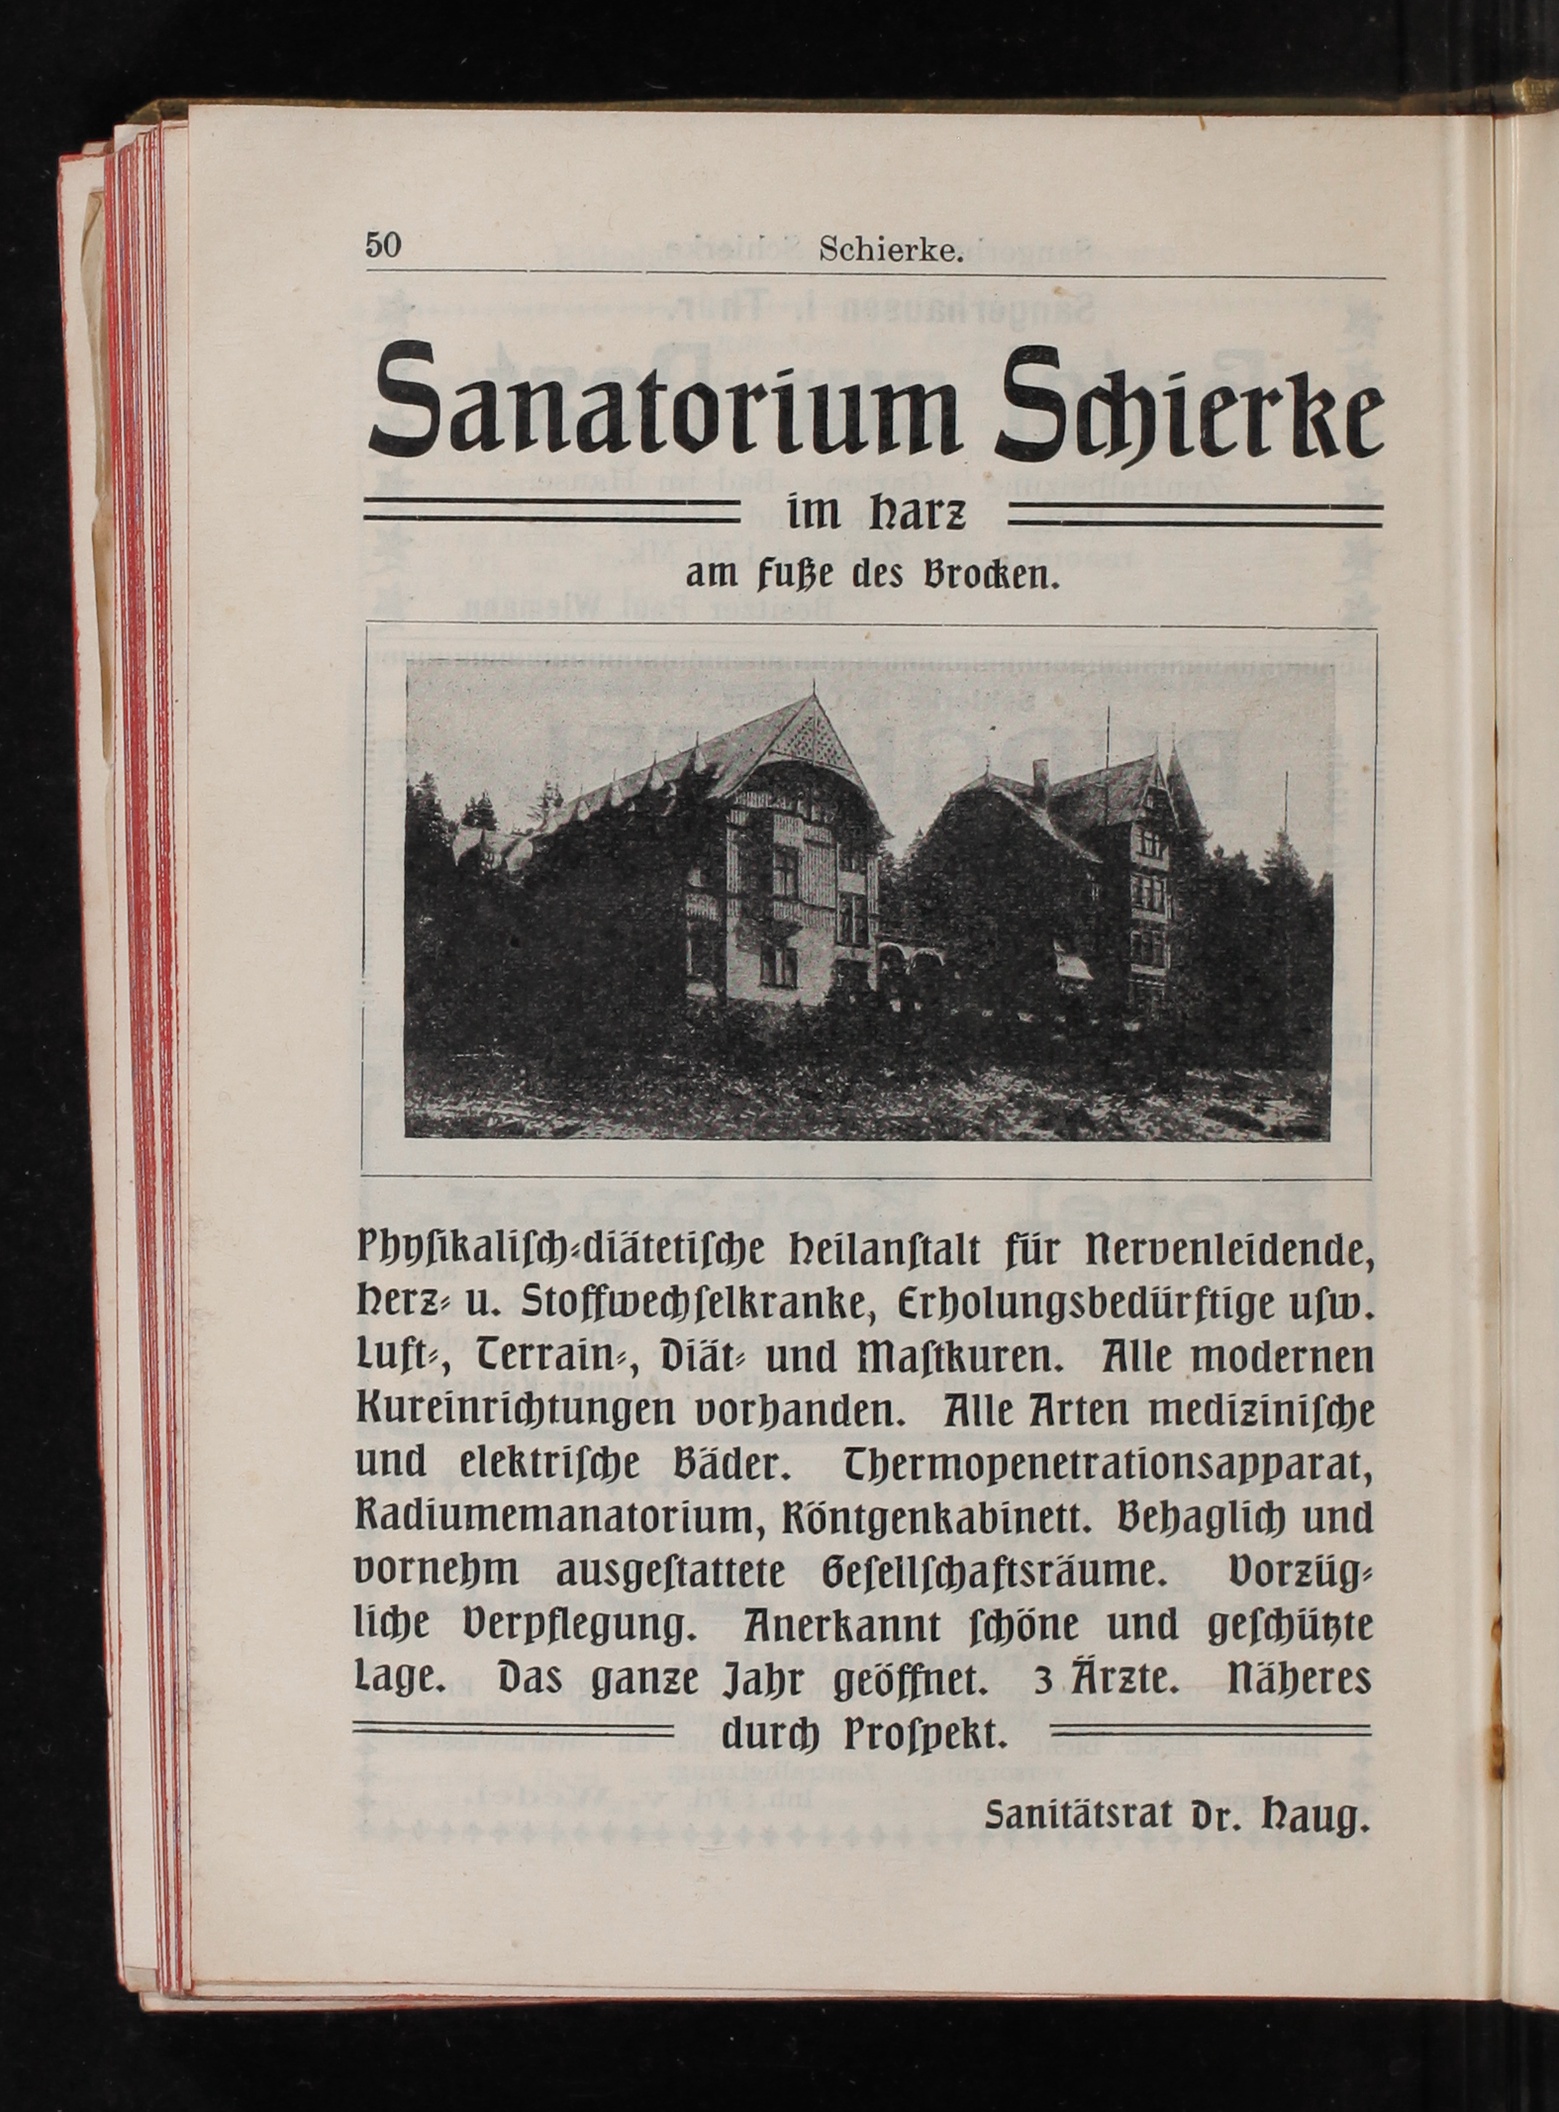 50
Schierke.
Sanatorium Schierke
im Harz
am Fuße des Brocken.
Phyſikaliſch-diätetiſche Heilanſtalt für Nervenleidende,
Herz- u. Stoffwechſelkranke, Erholungsbedürftige uſw.
Luft-, Terrain-, Diät- und Maſtkuren. Alle modernen
Kureinrichtungen vorhanden. Alle Arten mediziniſche
und elektriſche Bäder. Thermopenetrationsapparat,
Radiumemanatorium, Röntgenkabinett. Behaglich und
vornehm ausgeſtattete Geſellſchaftsräume. Vorzüg-
liche Verpflegung. Anerkannt ſchöne und geſchützte
Lage. Das ganze Jahr geöffnet. 3 Ärzte. Näheres
durch Proſpekt.
Sanitätsrat Dr. Haug.